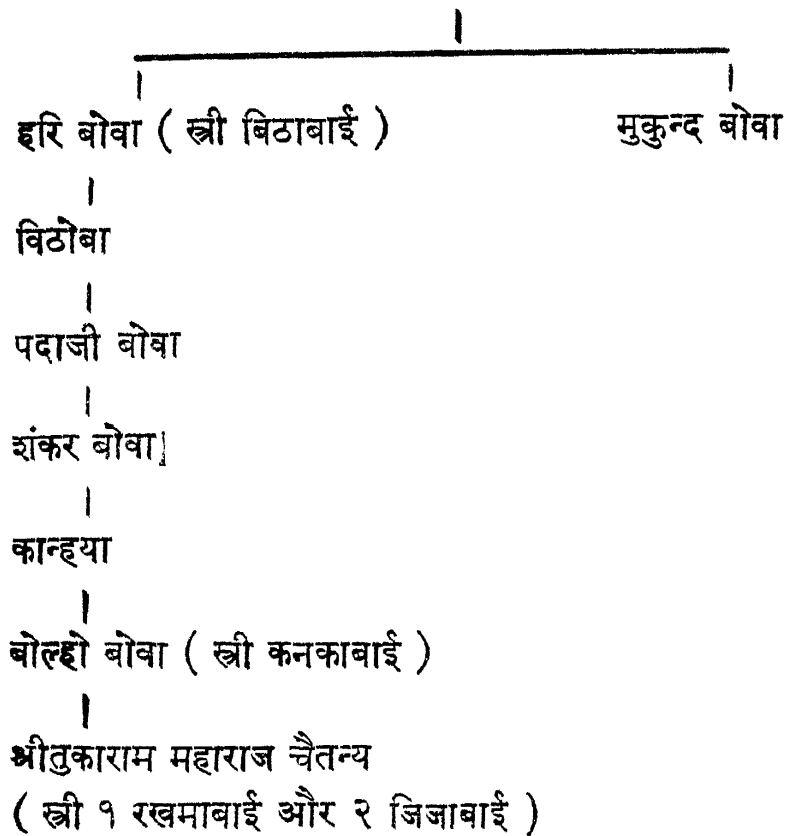 हरि बोवा ( स्त्री बिठाबाई ) मुकुन्द बोवा
विठोबा
पदाजी बोवा
शंकर बोवा
कान्हया
बोल्हो बोवा ( स्त्री कनकाबाई )
श्रीतुकाराम महाराज चैतन्य
( स्त्री १ रखमाबाई और २ जिजाबाई )